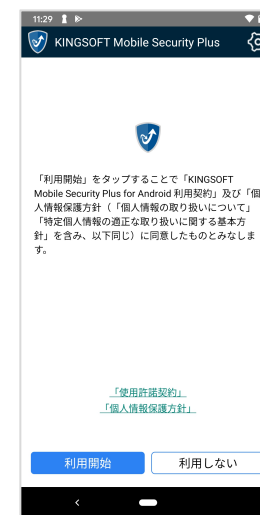 11:29
KINGSOFT Mobile Security Plus
「利用開始」をタップすることで「KINGSOFT
Mobile Security Plus for Android 利用契約」及び「個
人情報保護方針（「個人情報の取り扱いについて」
「特定個人情報の適正な取り扱いに関する基本方
針」を含み、以下同じ）に同意したものとみなしま
す。
「使用許諾契約」
「個人情報保護方針」
利用開始
利用しない